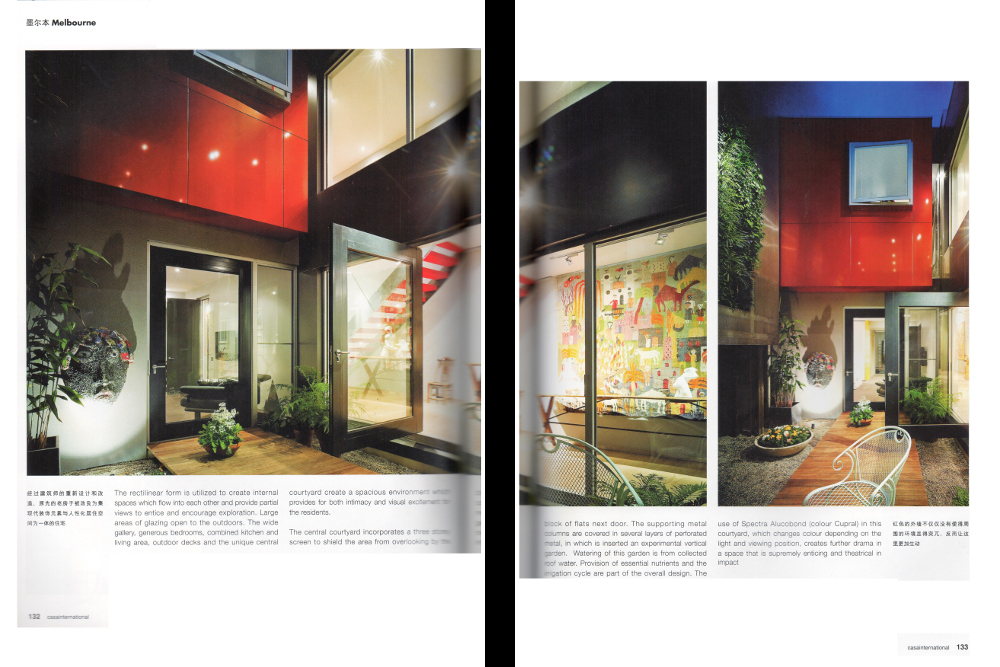 墨尔本 Melbourne
经过建筑师的重新设计和改
造，原先的老房子被改良为集
现代装饰元素与人性化居住空
间为一体的住宅
The rectilinear form is utilized to create internal
spaces which flow into each other and provide partial
views to entice and encourage exploration. Large
areas of glazing open to the outdoors. The wide
gallery, generous bedrooms, combined kitchen and
living area, outdoor decks and the unique central
courtyard create a spacious environment which
provides for both intimacy and visual excitement for
the residents.
The central courtyard incorporates a three storey
screen to shield the area from overlooking by the
132 casainternational
block of flats next door. The supporting metal
columns are covered in several layers of perforated
metal, in which is inserted an experimental vertical
garden. Watering of this garden is from collected
roof water. Provision of essential nutrients and the
irrigation cycle are part of the overall design. The
use of Spectra Alucobond (colour Cupral) in this
courtyard, which changes colour depending on the
light and viewing position, creates further drama in
a space that is supremely enticing and theatrical in
impact
红色的外墙不仅仅没有使得周
围的环境显得突兀，反而让这
里更加生动
casainternational 133